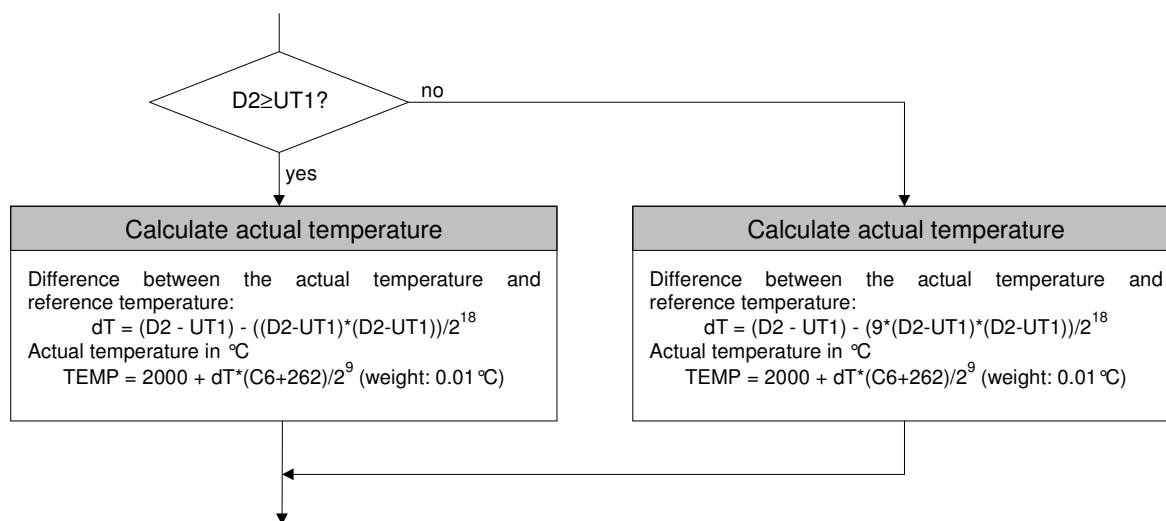 D2≥UT1?
no
yes
Calculate actual temperature
Difference between the actual temperature and
reference temperature:
dT = (D2 - UT1) - ((D2-UT1)*(D2-UT1))/2^18
Actual temperature in °C
TEMP = 2000 + dT*(C6+262)/2^9 (weight: 0.01°C)
Calculate actual temperature
Difference between the actual temperature and
reference temperature:
dT = (D2 - UT1) - (9*(D2-UT1)*(D2-UT1))/2^18
Actual temperature in °C
TEMP = 2000 + dT*(C6+262)/2^9 (weight: 0.01°C)